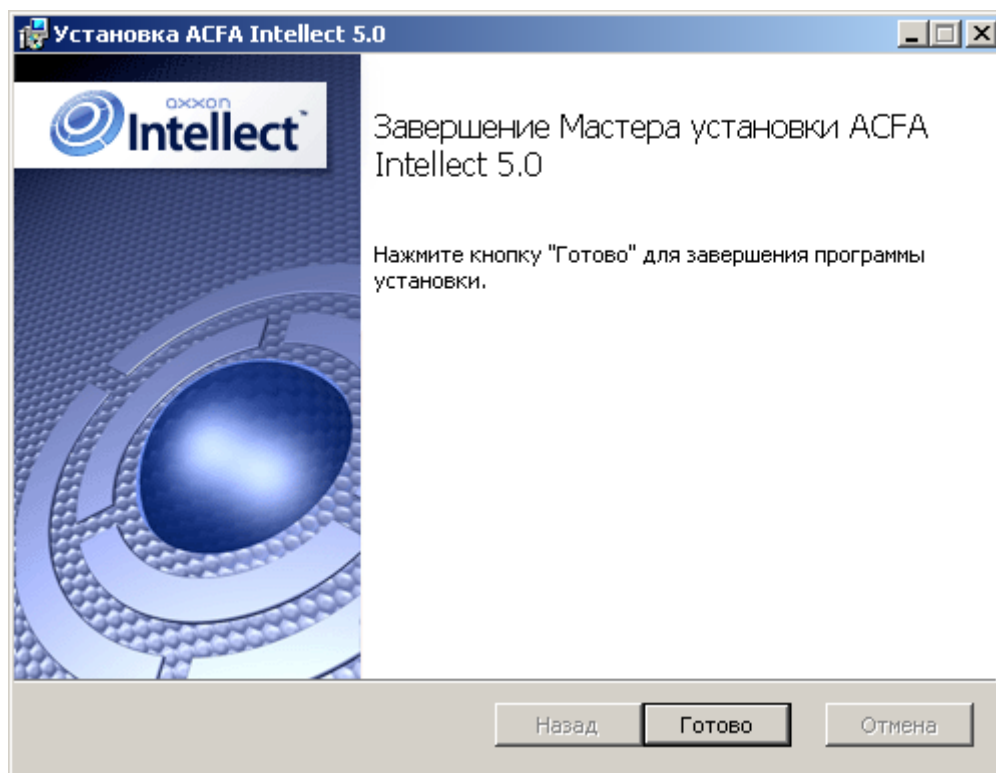 Установка ACFA Intellect 5.0
axxon
Intellect™
Завершение Мастера установки ACFA
Intellect 5.0
Нажмите кнопку "Готово" для завершения программы
установки.
Назад
Готово
Отмена